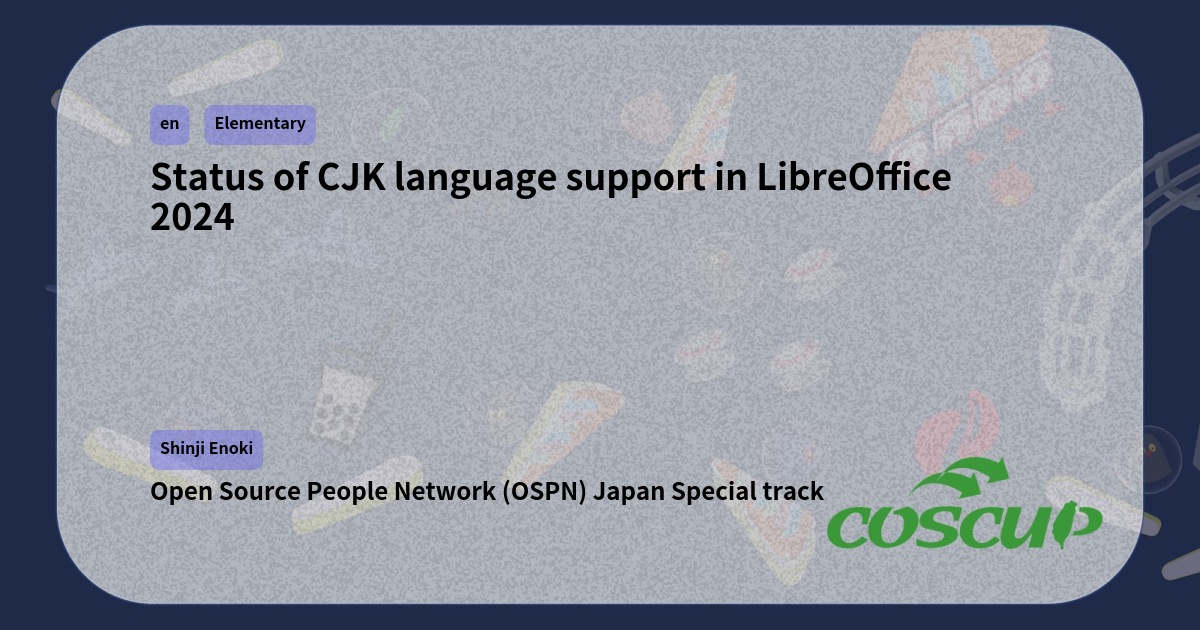 en Elementary
Status of CJK language support in LibreOffice
2024
Shinji Enoki
Open Source People Network (OSPN) Japan Special track
COSCUP